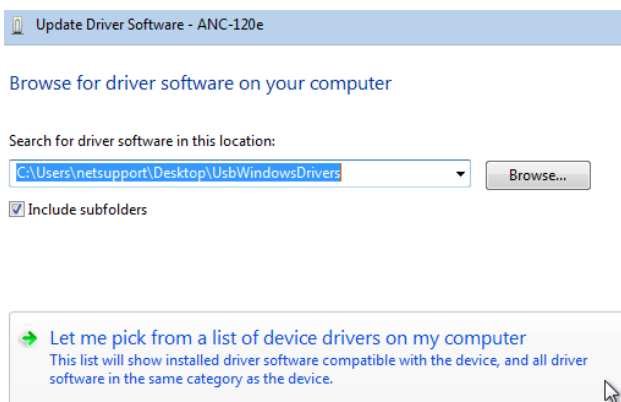 Update Driver Software - ANC-120e
Browse for driver software on your computer
Search for driver software in this location:
C:\Users\netsupport\Desktop\UsbWindowsDrivers
Browse...
Include subfolders
Let me pick from a list of device drivers on my computer
This list will show installed driver software compatible with the device, and all driver
software in the same category as the device.